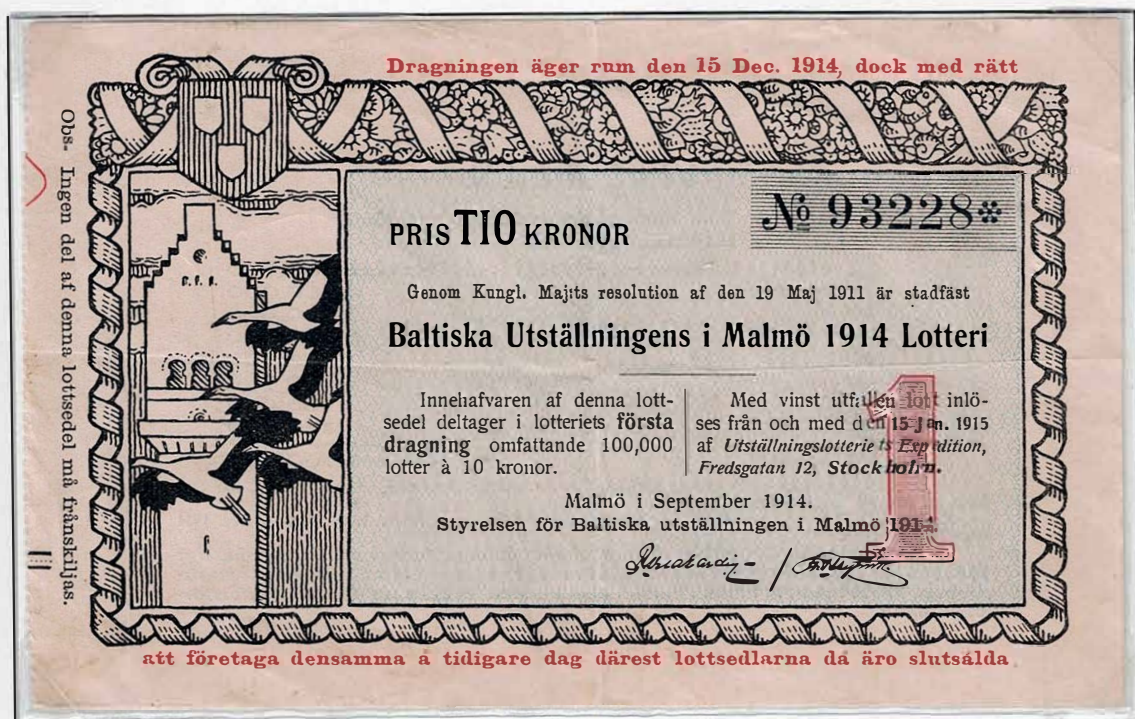 Dragningen äger rum den 15 Dec. 1914, dock med rätt
Obs. Ingen del af denna lottsedel må frånskiljas.
№ 93228*
PRIS TIO KRONOR
Genom Kungl. Maj:ts resolution af den 19 Maj 1911 är stadfäst
Baltiska Utställningens i Malmö 1914 Lotteri
Innehafvaren af denna lott-
sedel deltager i lotteriets första
dragning omfattande 100,000
lotter à 10 kronor.
Med vinst utfallen lott inlö-
ses från och med den 15 Jan. 1915
af Utställningslotteriets Expedition,
Fredsgatan 12, Stockholm.
1
Malmö i September 1914.
Styrelsen för Baltiska utställningen i Malmö 1914.
att företaga densamma å tidigare dag därest lottsedlarna då äro slutsålda